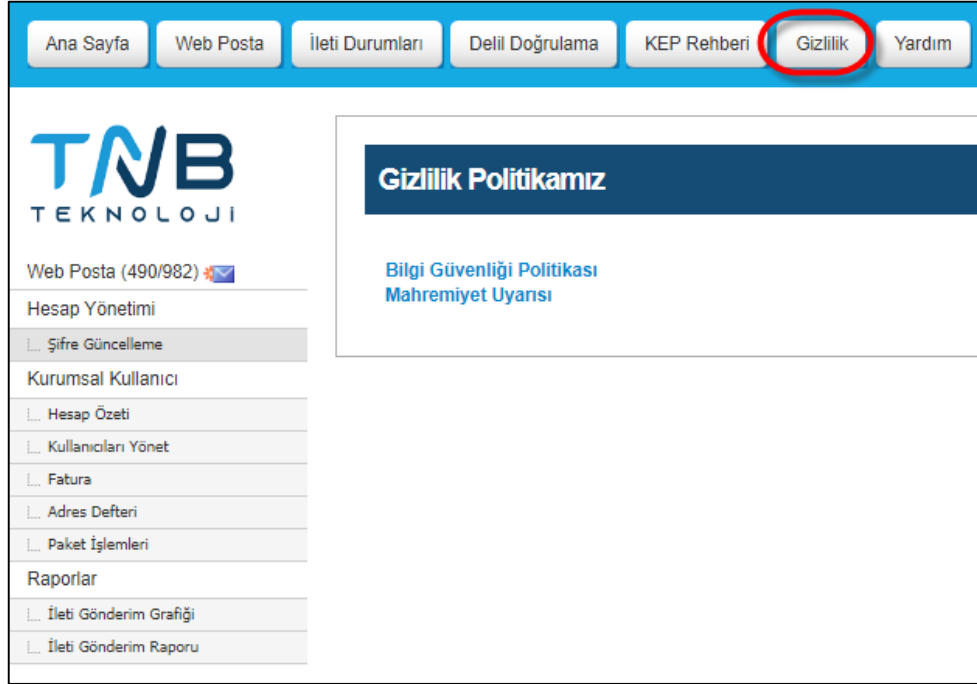 Ana Sayfa Web Posta İleti Durumları Delil Doğrulama KEP Rehberi Gizlilik Yardım
TNB
TEKNOLOJİ
Gizlilik Politikamız
Bilgi Güvenliği Politikası
Mahremiyet Uyarısı
Web Posta (490/982)
Hesap Yönetimi
Şifre Güncelleme
Kurumsal Kullanıcı
Hesap Özeti
Kullanıcıları Yönet
Fatura
Adres Defteri
Paket İşlemleri
Raporlar
İleti Gönderim Grafiği
İleti Gönderim Raporu